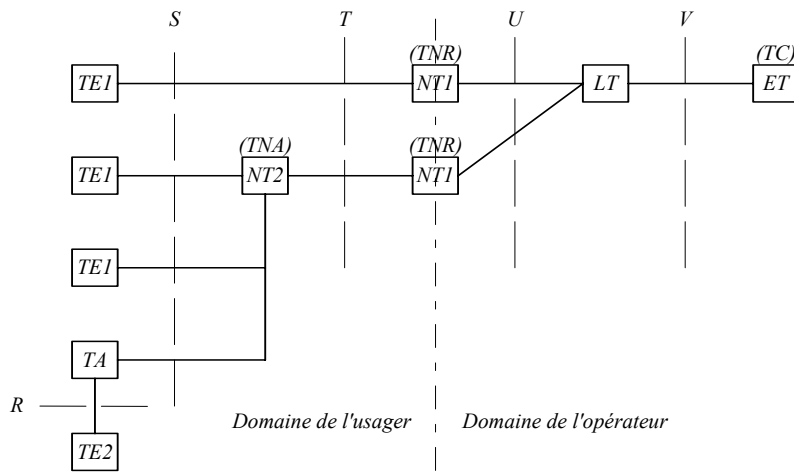 S T U V
(TNR) (TC)
TE1 NT1 LT ET
(TNA) (TNR)
TE1 NT2 NT1
TE1
TA
R Domaine de l'usager Domaine de l'opérateur
TE2